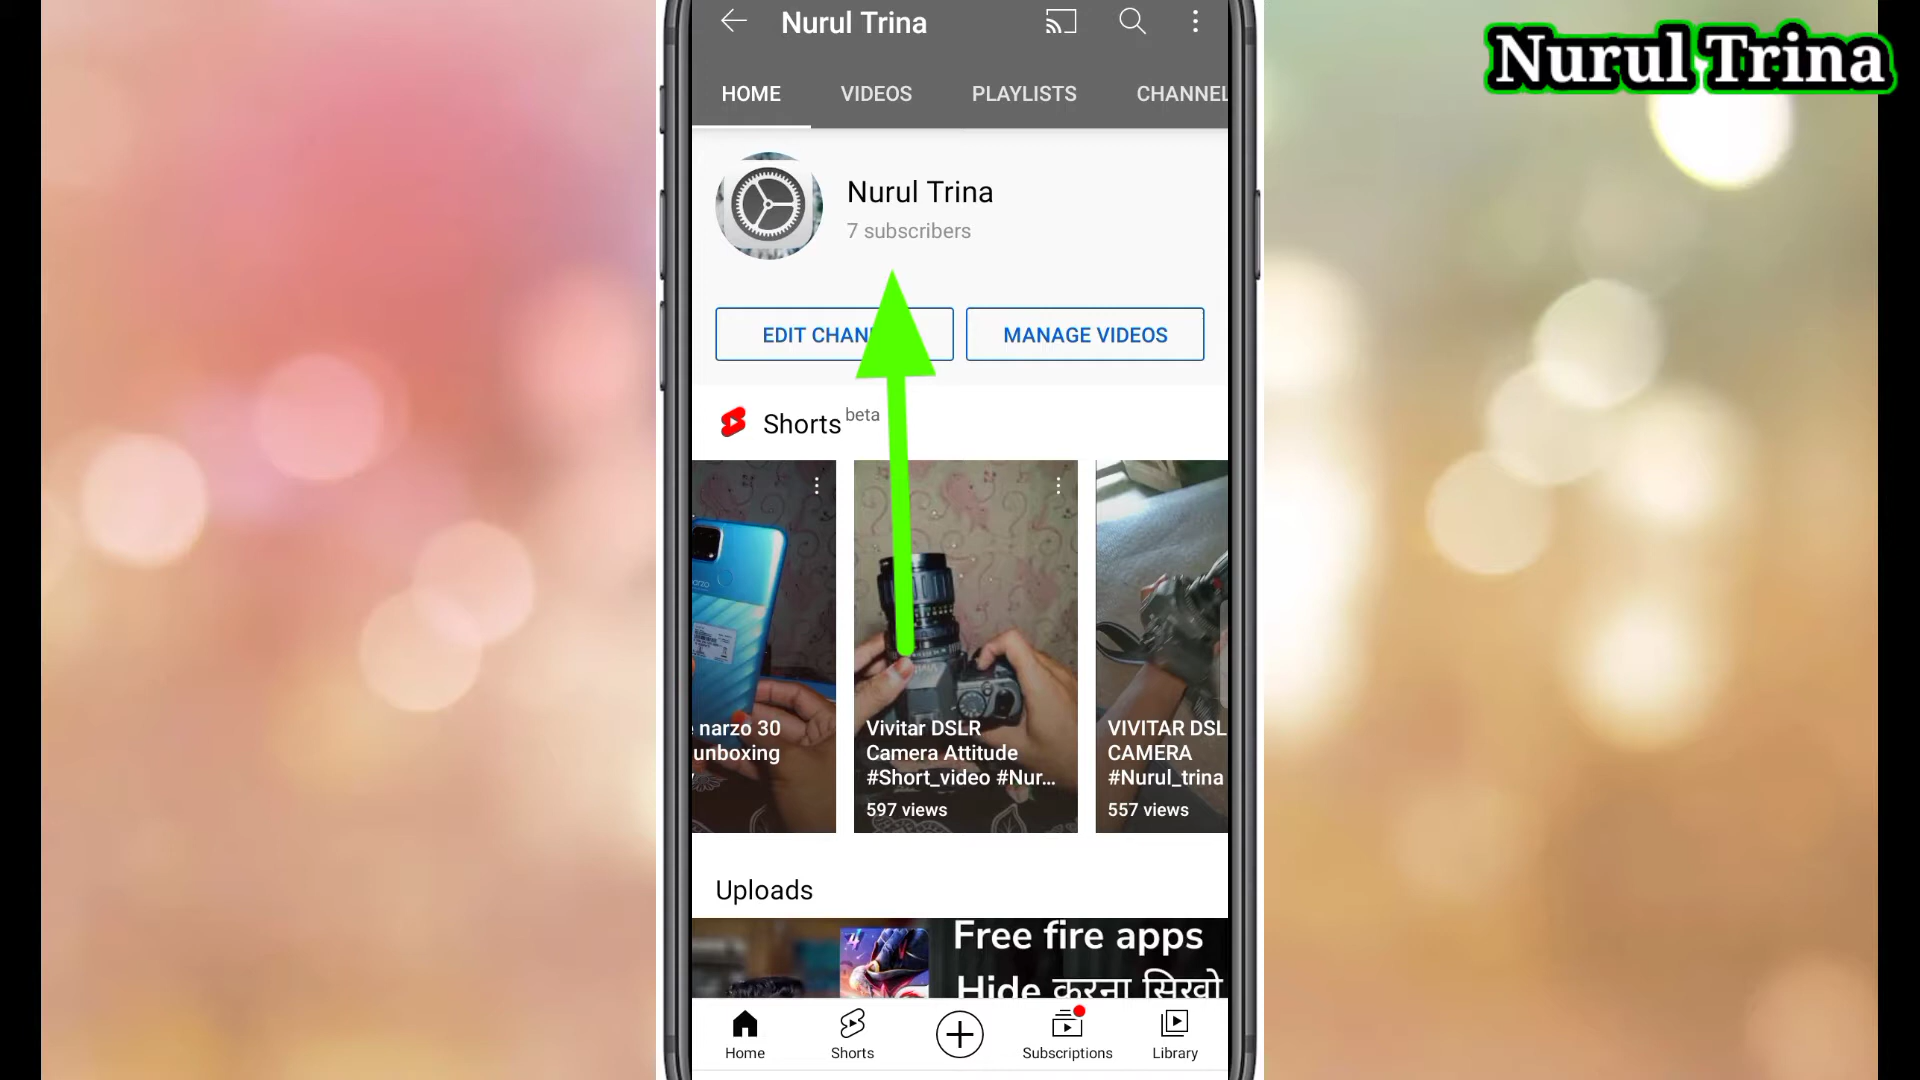 Nurul Trina
Nurul Trina
HOME VIDEOS PLAYLISTS CHANNEL
Nurul Trina
7 subscribers
EDIT CHAN MANAGE VIDEOS
Shorts beta
narzo 30
unboxing
Vivitar DSLR
Camera Attitude
#Short_video #Nur...
597 views
VIVITAR DSL
CAMERA
#Nurul_trina
557 views
Uploads
Free fire apps
Hide करना सिखो
Home Shorts Subscriptions Library